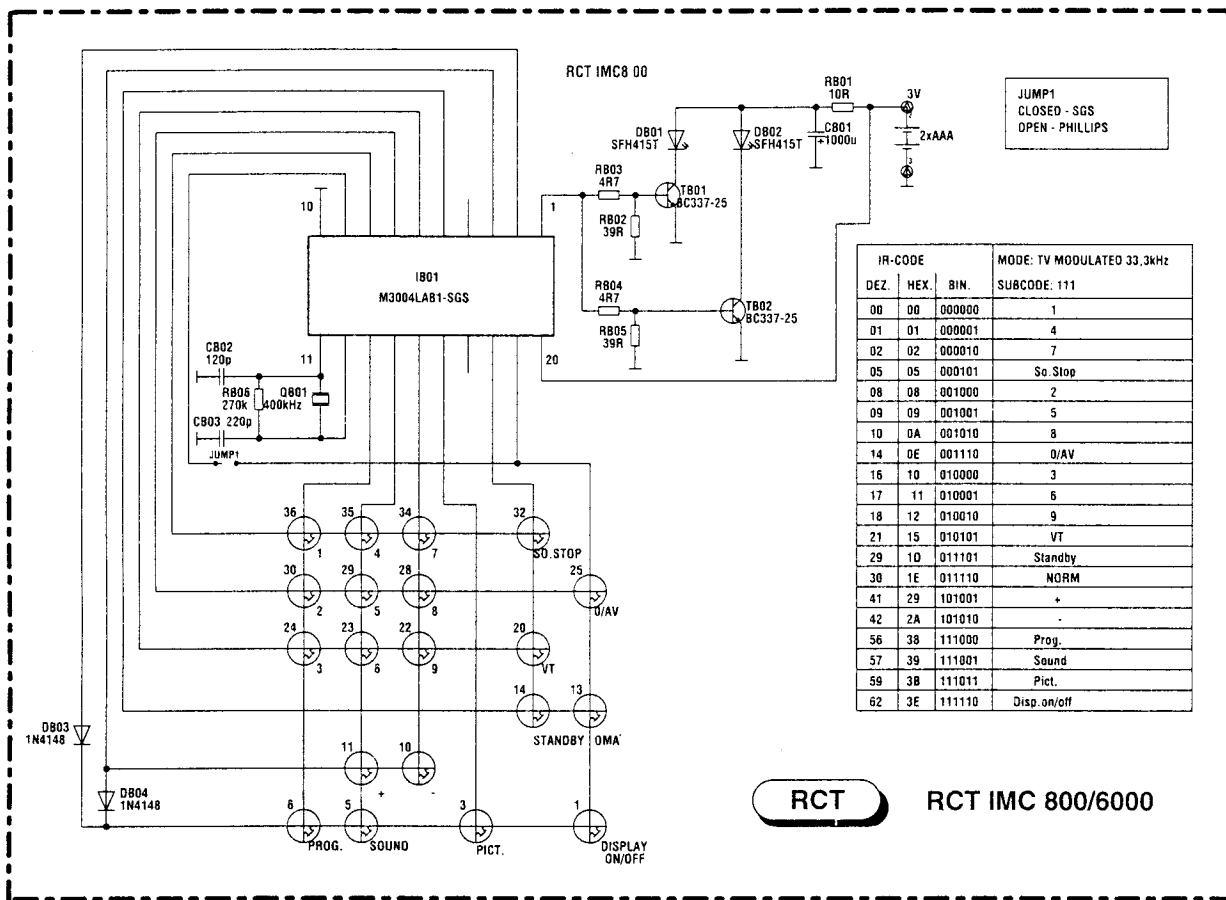 RCT IMC8 00
JUMP1
CLOSED - SGS
OPEN - PHILLIPS
RB01
10R
3V
2xAAA
3
CB01
+1000u
DB01
SFH415T
DB02
SFH415T
RB03
4R7
TB01
BC337-25
RB02
39R
RB04
4R7
TB02
BC337-25
RB05
39R
10
1
IB01
M3004LAB1-SGS
11
20
CB02
120p
RB06
270k
QB01
400kHz
CB03 220p
JUMP1
36
35
34
32
1
4
7
SO.STOP
30
29
28
25
2
5
8
0/AV
24
23
22
20
3
6
9
VT
14
13
STANDBY OMA
DB03
1N4148
11
10
+
-
DB04
1N4148
6
5
3
1
PROG.
SOUND
PICT.
DISPLAY
ON/OFF
IR-CODE MODE: TV MODULATED 33,3kHz
DEZ. HEX. BIN. SUBCODE: 111
00 00 000000 1
01 01 000001 4
02 02 000010 7
05 05 000101 So.Stop
08 08 001000 2
09 09 001001 5
10 0A 001010 8
14 0E 001110 0/AV
16 10 010000 3
17 11 010001 6
18 12 010010 9
21 15 010101 VT
29 1D 011101 Standby
30 1E 011110 NORM
41 29 101001 +
42 2A 101010 -
56 38 111000 Prog.
57 39 111001 Sound
59 3B 111011 Pict.
62 3E 111110 Disp.on/off
RCT
RCT IMC 800/6000